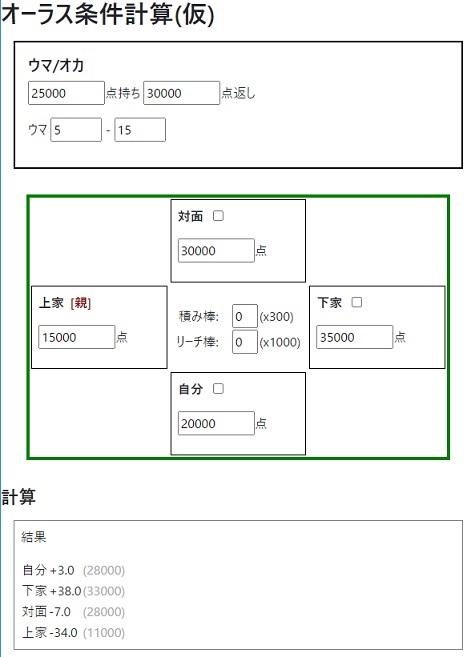 オーラス条件計算(仮)
ウマ/オカ
25000 点持ち 30000 点返し
ウマ 5 - 15
対面
30000 点
上家 [親]
15000 点
積み棒: 0 (x300)
リーチ棒: 0 (x1000)
下家
35000 点
自分
20000 点
計算
結果
自分 +3.0 (28000)
下家 +38.0 (33000)
対面 -7.0 (28000)
上家 -34.0 (11000)